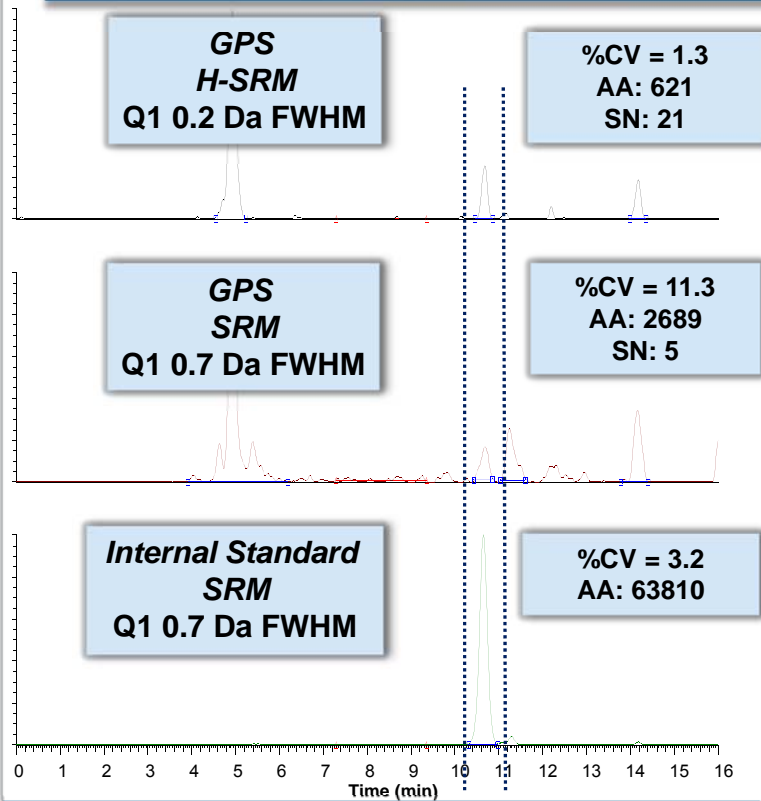 GPS
H-SRM
Q1 0.2 Da FWHM
%CV = 1.3
AA: 621
SN: 21
GPS
SRM
Q1 0.7 Da FWHM
%CV = 11.3
AA: 2689
SN: 5
Internal Standard
SRM
Q1 0.7 Da FWHM
%CV = 3.2
AA: 63810
0 1 2 3 4 5 6 7 8 9 10 11 12 13 14 15 16
Time (min)